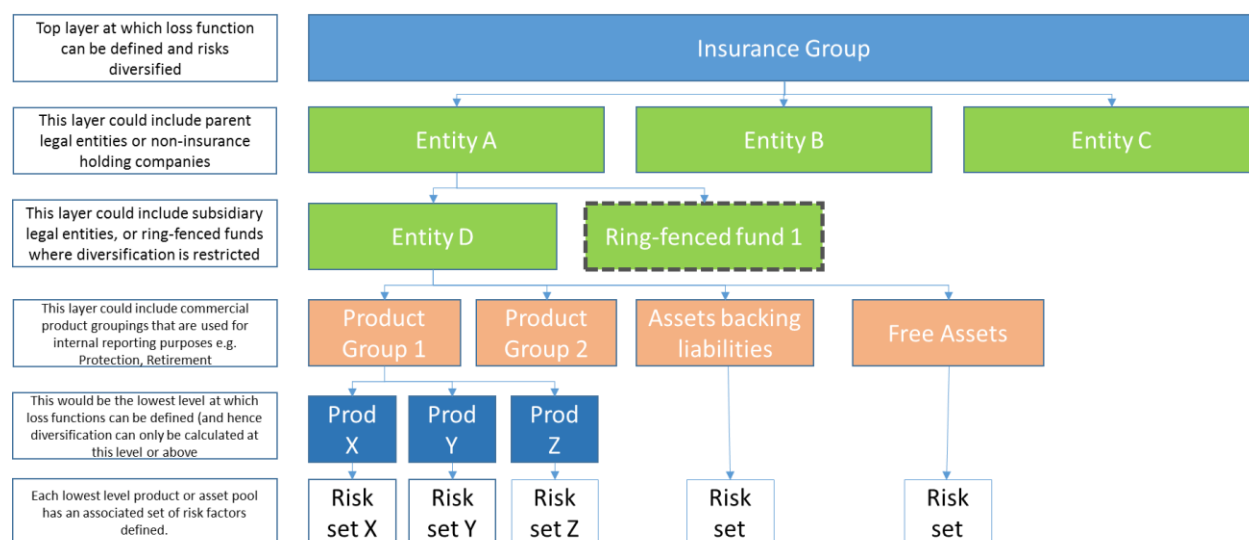 Top layer at which loss function
can be defined and risks
diversified
Insurance Group
This layer could include parent
legal entities or non-insurance
holding companies
Entity A
Entity B
Entity C
This layer could include subsidiary
legal entities, or ring-fenced funds
where diversification is restricted
Entity D
Ring-fenced fund 1
This layer could include commercial
product groupings that are used for
internal reporting purposes e.g.
Protection, Retirement
Product
Group 1
Product
Group 2
Assets backing
liabilities
Free Assets
This would be the lowest level at which
loss functions can be defined (and hence
diversification can only be calculated at
this level or above
Prod
X
Prod
Y
Prod
Z
Each lowest level product or asset pool
has an associated set of risk factors
defined.
Risk
set X
Risk
set Y
Risk
set Z
Risk
set
Risk
set